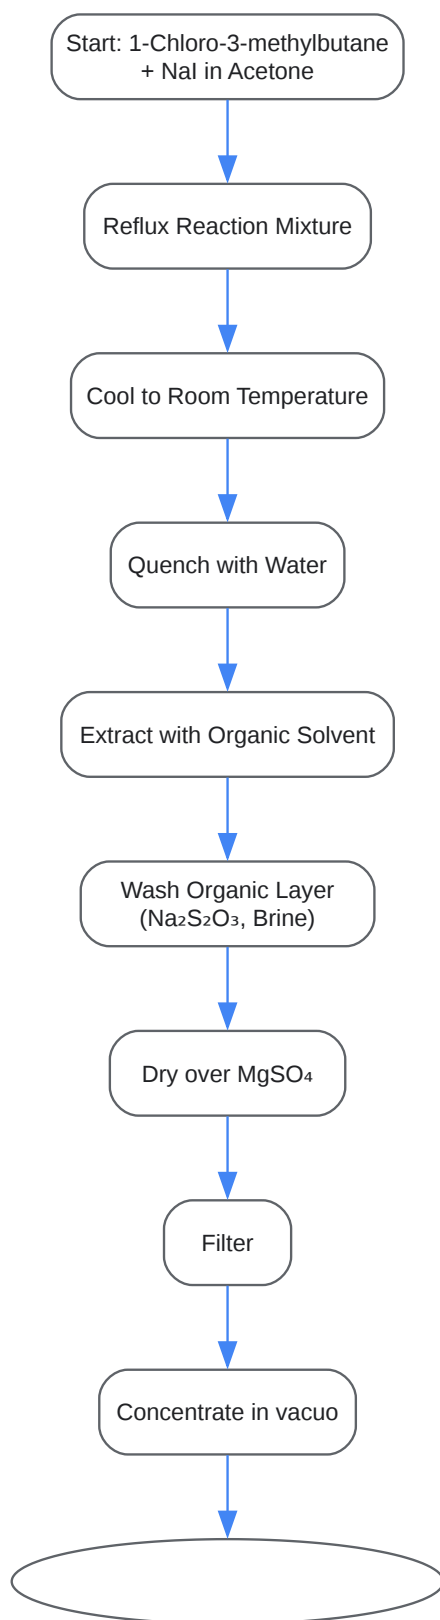 Start: 1-Chloro-3-methylbutane
+ NaI in Acetone
Reflux Reaction Mixture
Cool to Room Temperature
Quench with Water
Extract with Organic Solvent
Wash Organic Layer
(Na₂S₂O₃, Brine)
Dry over MgSO₄
Filter
Concentrate in vacuo